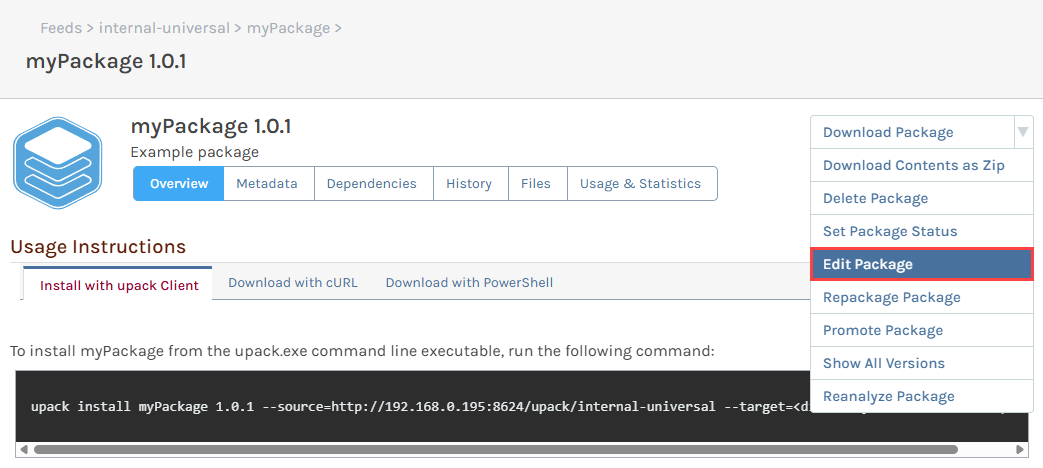 Feeds > internal-universal > myPackage >
myPackage 1.0.1
myPackage 1.0.1
Example package
Overview
Metadata
Dependencies
History
Files
Usage & Statistics
Download Package
Download Contents as Zip
Delete Package
Set Package Status
Edit Package
Repackage Package
Promote Package
Show All Versions
Reanalyze Package
Usage Instructions
Install with upack Client
Download with cURL
Download with PowerShell
To install myPackage from the upack.exe command line executable, run the following command:
upack install myPackage 1.0.1 --source=http://192.168.0.195:8624/upack/internal-universal --target=<d